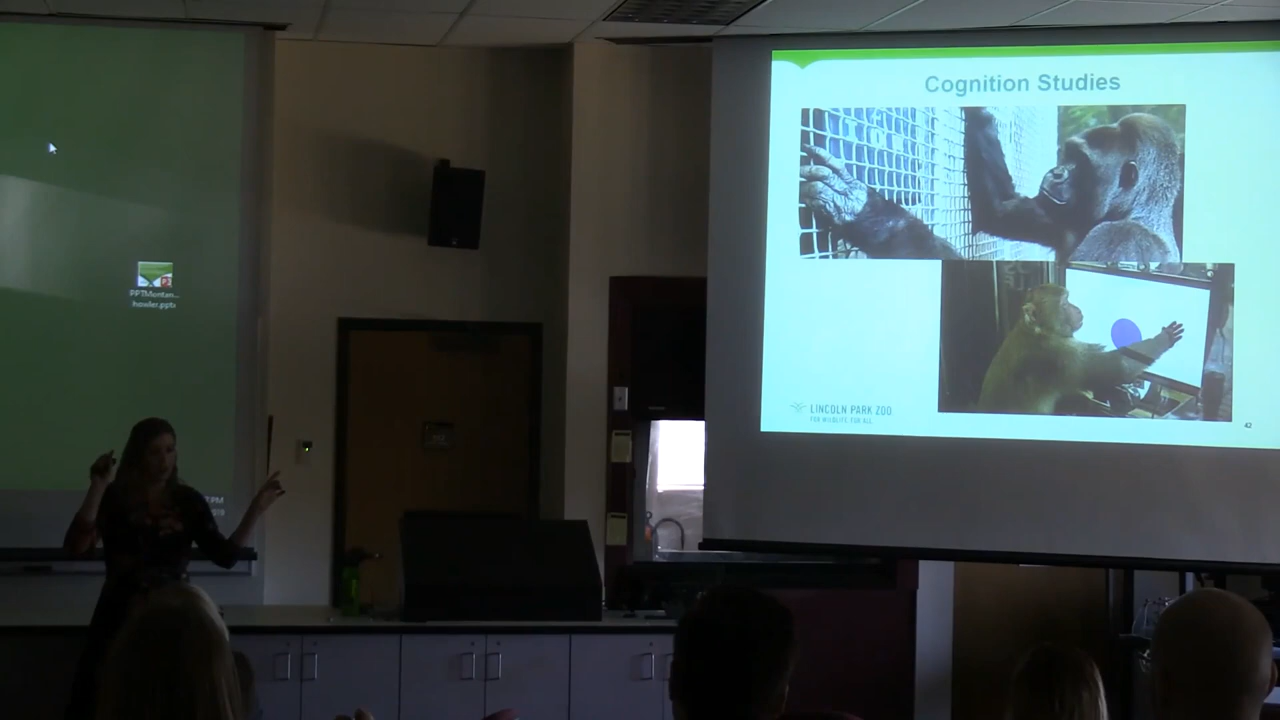 Cognition Studies
PPTMontan...
howler.pptx
LINCOLN PARK ZOO
FOR WILDLIFE. FOR ALL.
42